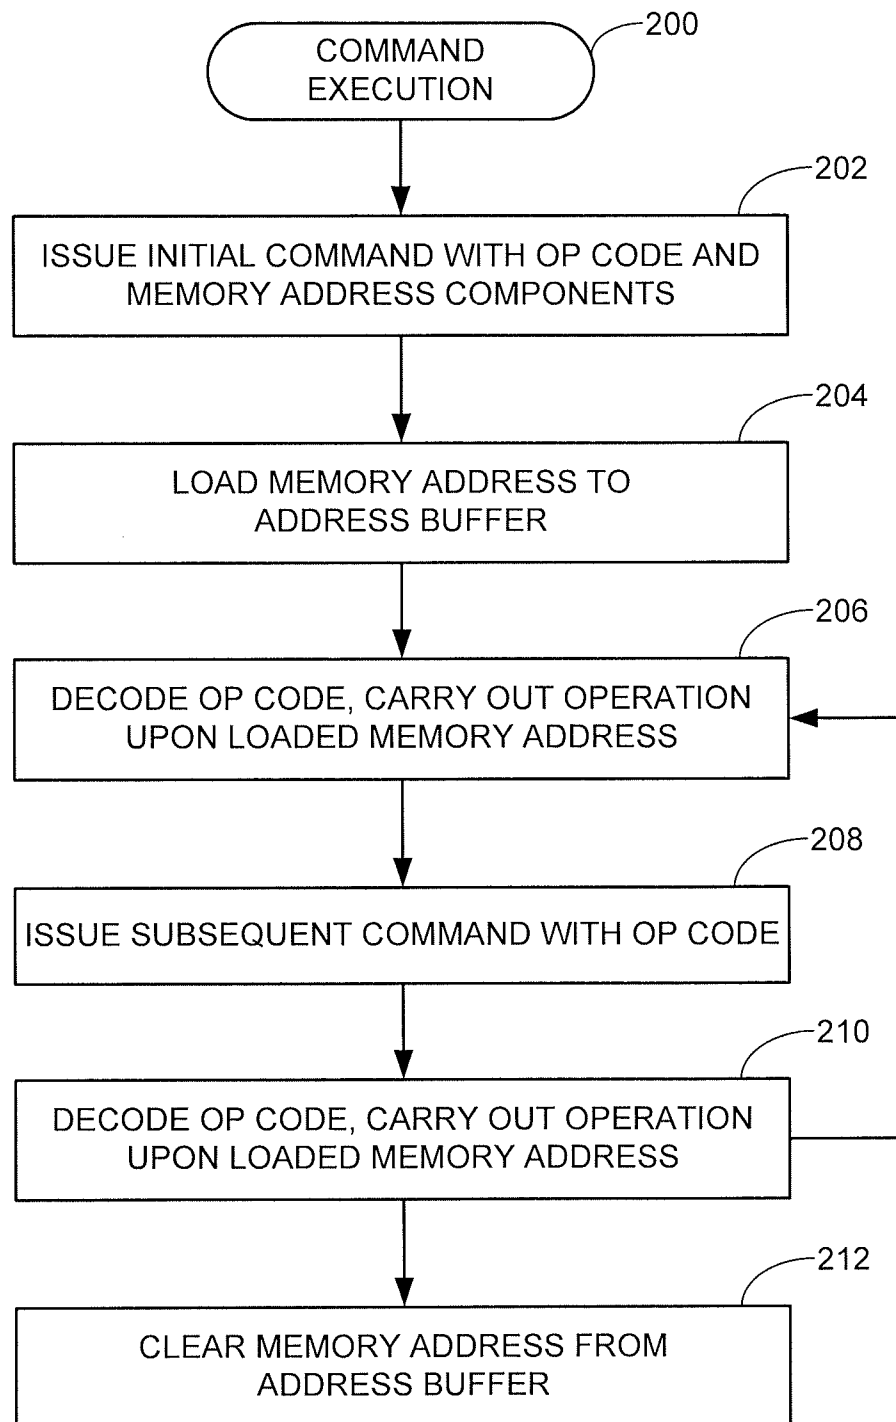 200
COMMAND
EXECUTION
202
ISSUE INITIAL COMMAND WITH OP CODE AND
MEMORY ADDRESS COMPONENTS
204
LOAD MEMORY ADDRESS TO
ADDRESS BUFFER
206
DECODE OP CODE, CARRY OUT OPERATION
UPON LOADED MEMORY ADDRESS
208
ISSUE SUBSEQUENT COMMAND WITH OP CODE
210
DECODE OP CODE, CARRY OUT OPERATION
UPON LOADED MEMORY ADDRESS
212
CLEAR MEMORY ADDRESS FROM
ADDRESS BUFFER